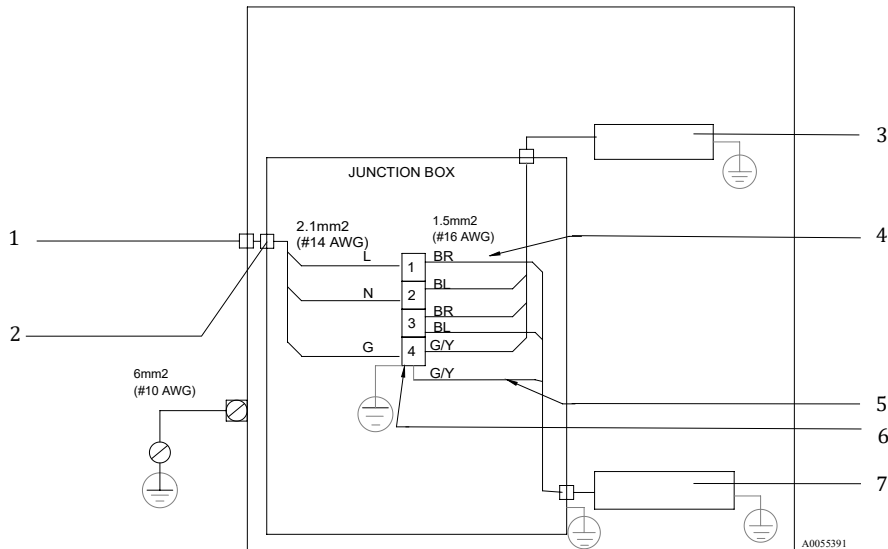 3
JUNCTION BOX
2.1mm2
(#14 AWG)
1.5mm2
(#16 AWG)
1
4
L
BR
1
BL
N
2
BR
3
BL
2
G
4
G/Y
G/Y
6mm2
(#10 AWG)
5
6
7
A0055391